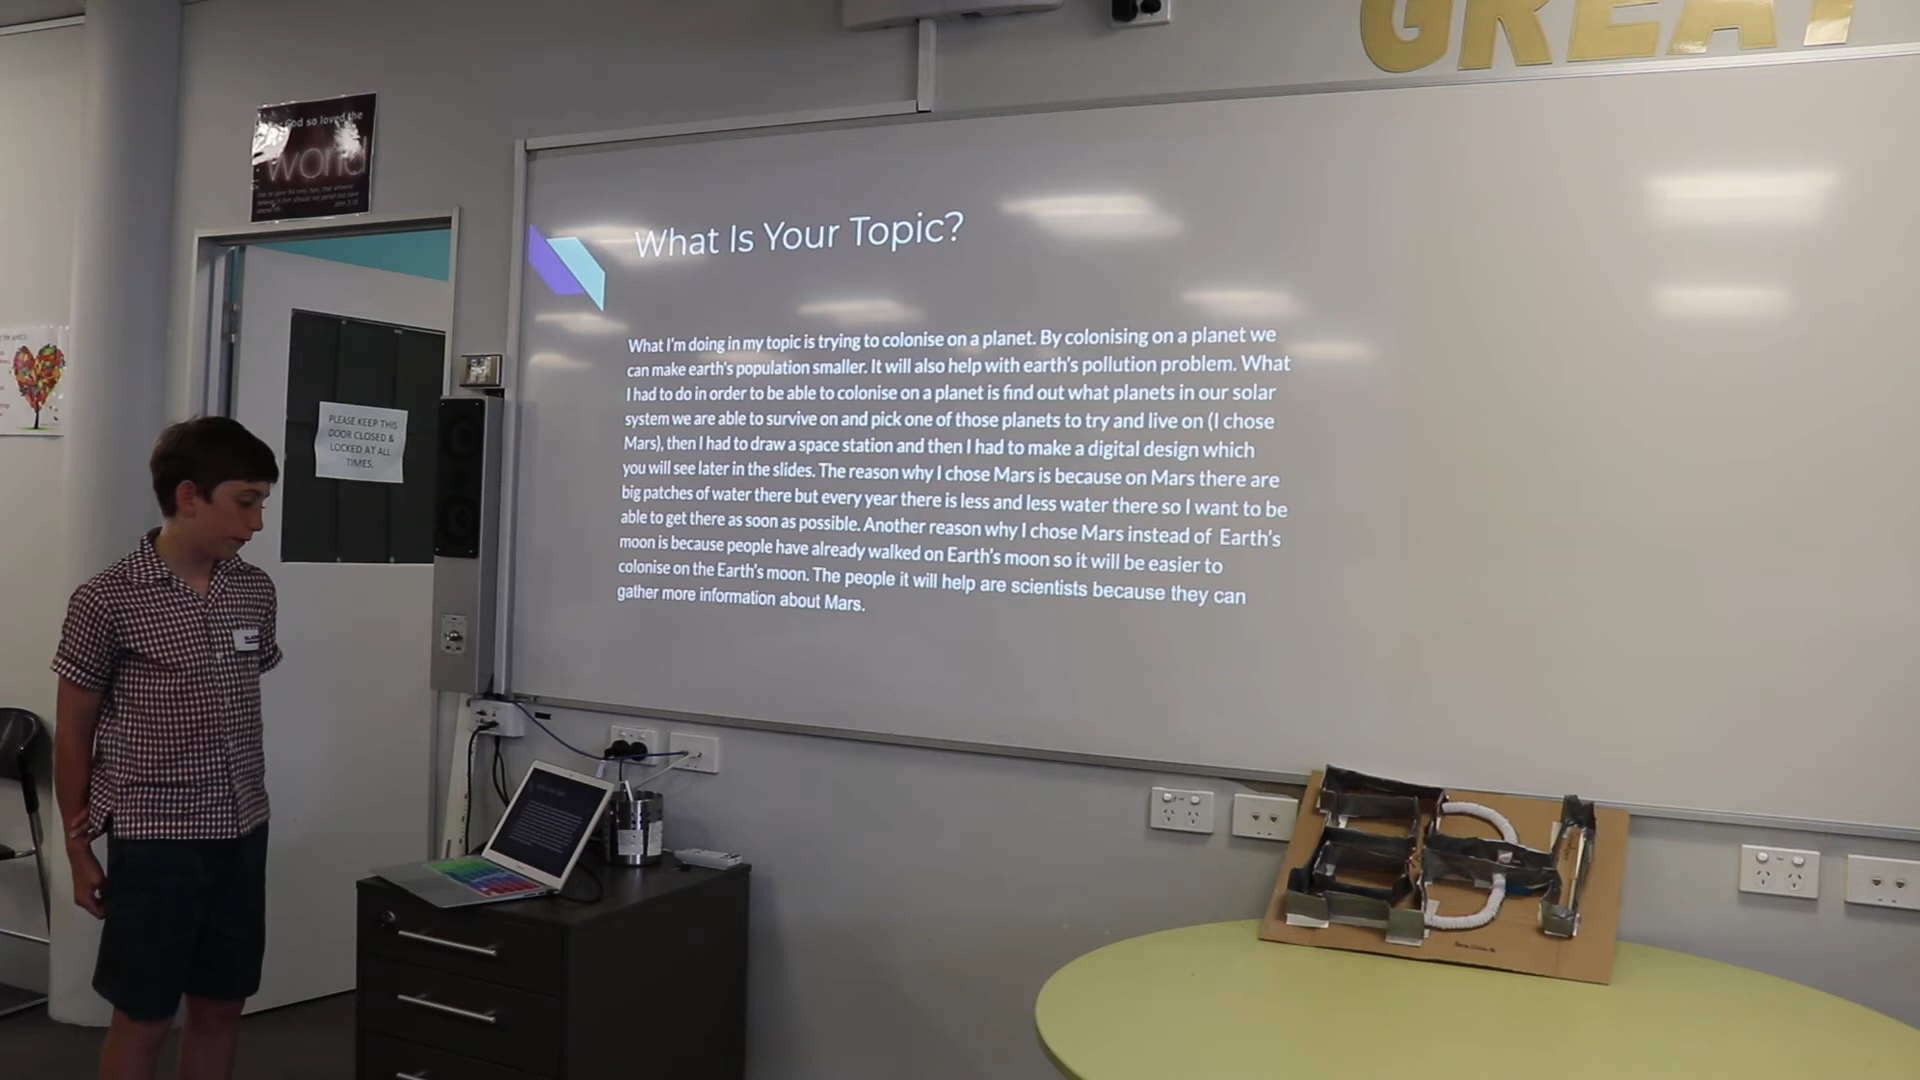 GREAT
God so loved the
world
What Is Your Topic?
What I'm doing in my topic is trying to colonise on a planet. By colonising on a planet we
can make earth's population smaller. It will also help with earth's pollution problem. What
I had to do in order to be able to colonise on a planet is find out what planets in our solar
system we are able to survive on and pick one of those planets to try and live on (I chose
Mars), then I had to draw a space station and then I had to make a digital design which
you will see later in the slides. The reason why I chose Mars is because on Mars there are
big patches of water there but every year there is less and less water there so I want to be
able to get there as soon as possible. Another reason why I chose Mars instead of Earth's
moon is because people have already walked on Earth's moon so it will be easier to
colonise on the Earth's moon. The people it will help are scientists because they can
gather more information about Mars.
PLEASE KEEP THIS
DOOR CLOSED &
LOCKED AT ALL
TIMES.